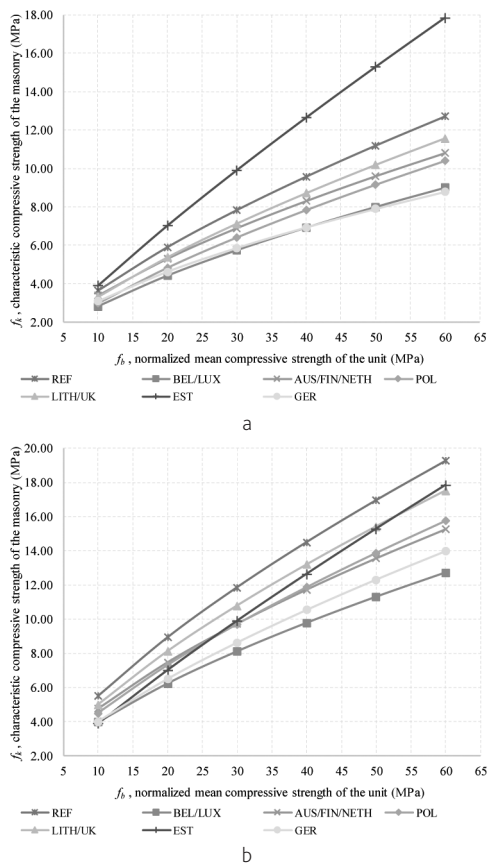 18.00
16.00
14.00
12.00
10.00
8.00
6.00
4.00
2.00
fk , characteristic compressive strength of the masonry (MPa)
5 10 15 20 25 30 35 40 45 50 55 60 65
fb , normalized mean compressive strength of the unit (MPa)
REF BEL/LUX AUS/FIN/NETH POL
LITH/UK EST GER
a
20.00
18.00
16.00
14.00
12.00
10.00
8.00
6.00
4.00
2.00
fk , characteristic compressive strength of the masonry (MPa)
5 10 15 20 25 30 35 40 45 50 55 60 65
fb , normalized mean compressive strength of the unit (MPa)
REF BEL/LUX AUS/FIN/NETH POL
LITH/UK EST GER
b